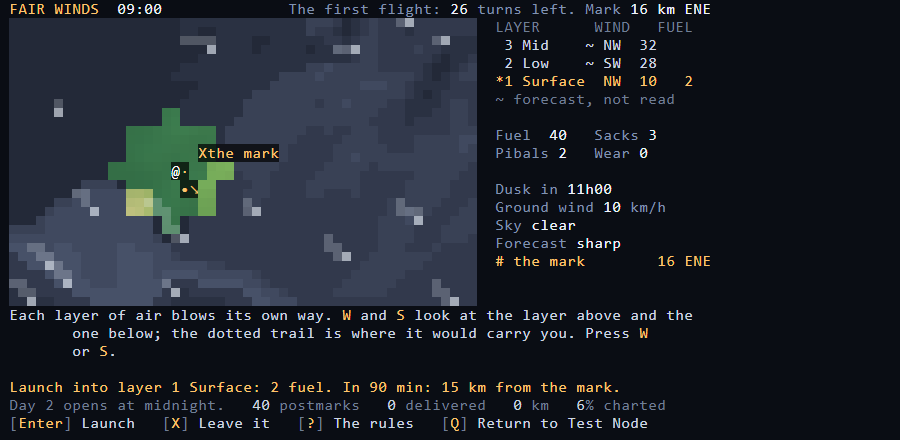 FAIR WINDS 09:00 The first flight: 26 turns left. Mark 16 km ENE
LAYER WIND FUEL
3 Mid ~ NW 32
2 Low ~ SW 28
*1 Surface NW 10 2
~ forecast, not read
Fuel 40 Sacks 3
Xthe mark
Pibals 2 Wear 0
@
Dusk in 11h00
Ground wind 10 km/h
Sky clear
Forecast sharp
# the mark 16 ENE
Each layer of air blows its own way. W and S look at the layer above and the
one below; the dotted trail is where it would carry you. Press W
or S.
Launch into layer 1 Surface: 2 fuel. In 90 min: 15 km from the mark.
Day 2 opens at midnight. 40 postmarks 0 delivered 0 km 6% charted
[Enter] Launch [X] Leave it [?] The rules [Q] Return to Test Node